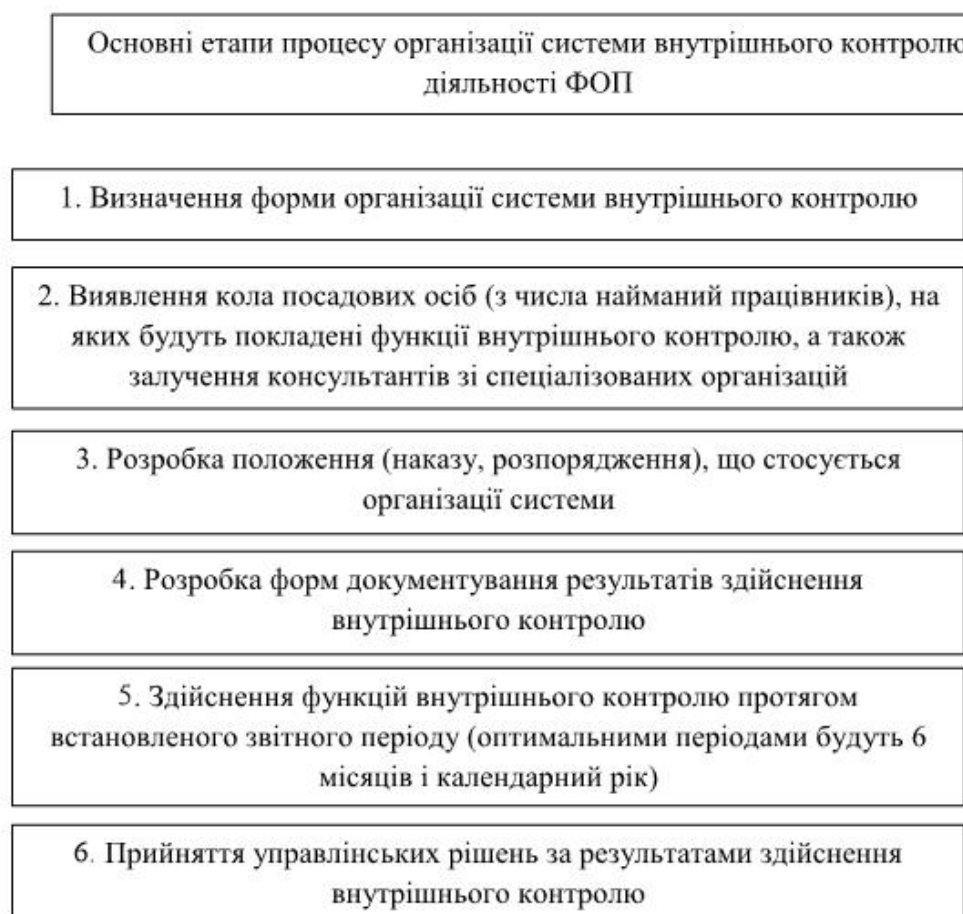 Основні етапи процесу організації системи внутрішнього контролю
діяльності ФОП
1. Визначення форми організації системи внутрішнього контролю
2. Виявлення кола посадових осіб (з числа найманий працівників), на
яких будуть покладені функції внутрішнього контролю, а також
залучення консультантів зі спеціалізованих організацій
3. Розробка положення (наказу, розпорядження), що стосується
організації системи
4. Розробка форм документування результатів здійснення
внутрішнього контролю
5. Здійснення функцій внутрішнього контролю протягом
встановленого звітного періоду (оптимальними періодами будуть 6
місяців і календарний рік)
6. Прийняття управлінських рішень за результатами здійснення
внутрішнього контролю